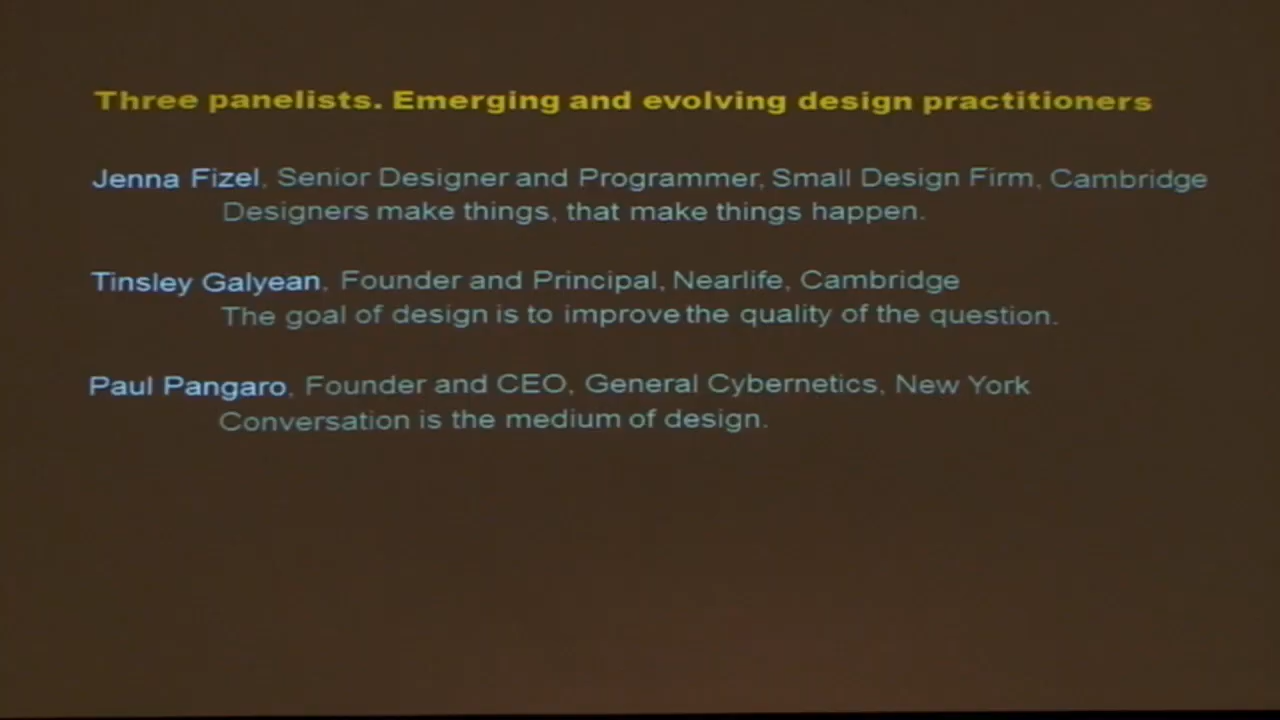 Three panelists. Emerging and evolving design practitioners
Jenna Fizel, Senior Designer and Programmer, Small Design Firm, Cambridge
Designers make things, that make things happen.
Tinsley Galyean, Founder and Principal, Nearlife, Cambridge
The goal of design is to improve the quality of the question.
Paul Pangaro, Founder and CEO, General Cybernetics, New York
Conversation is the medium of design.